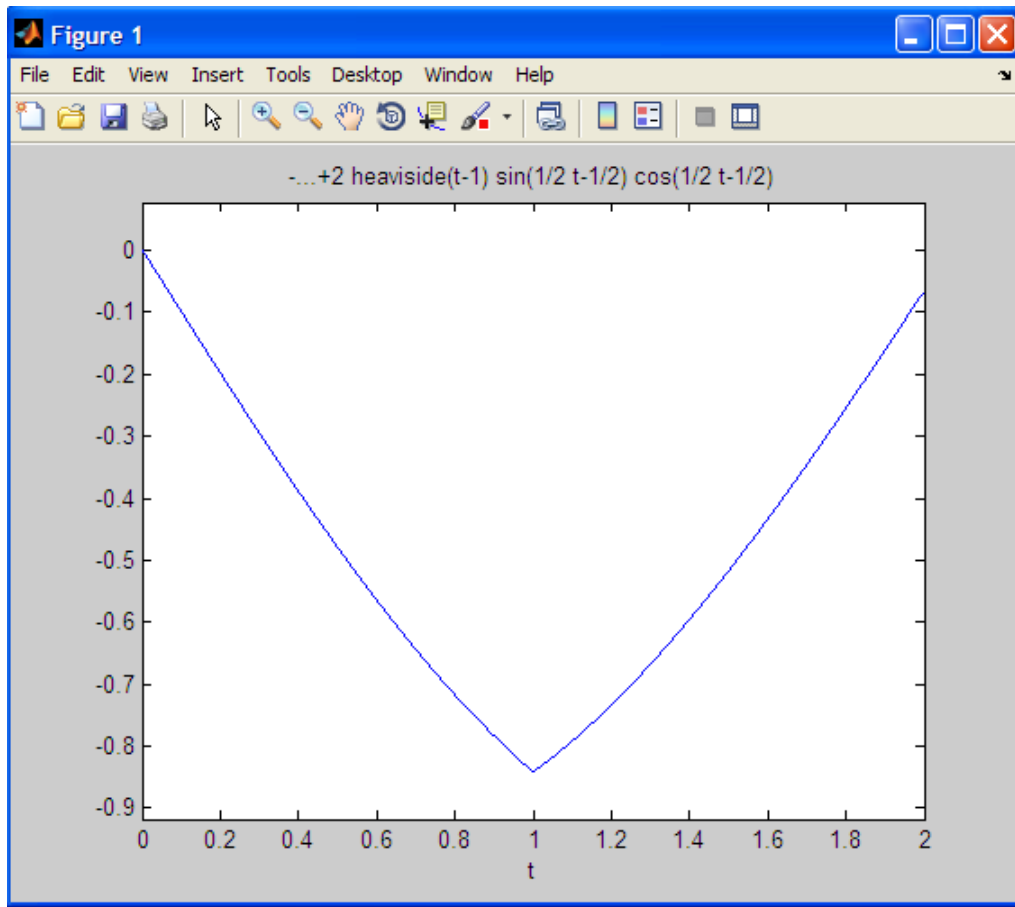 Figure 1
File Edit View Insert Tools Desktop Window Help
-...+2 heaviside(t-1) sin(1/2 t-1/2) cos(1/2 t-1/2)
0
-0.1
-0.2
-0.3
-0.4
-0.5
-0.6
-0.7
-0.8
-0.9
0 0.2 0.4 0.6 0.8 1 1.2 1.4 1.6 1.8 2
t